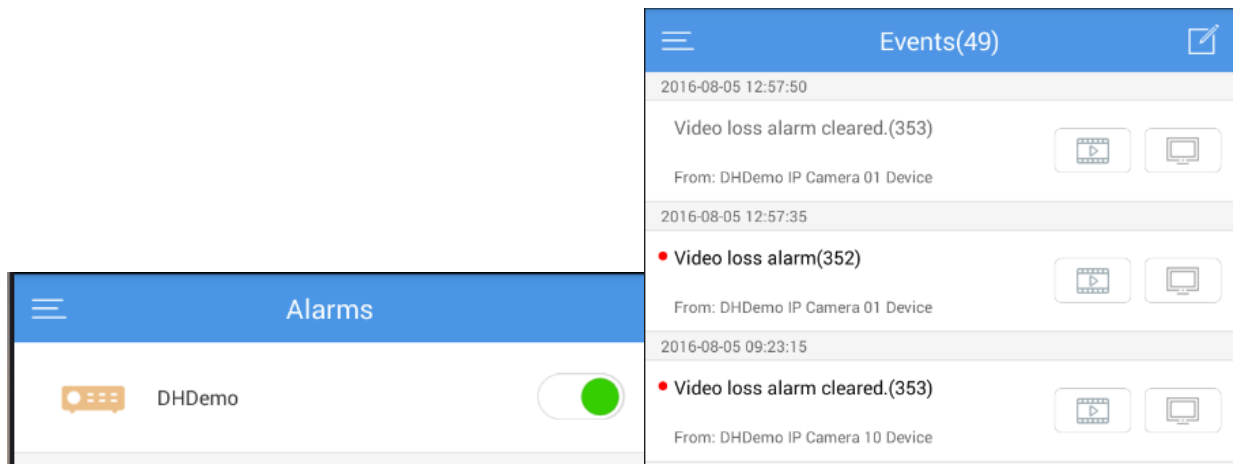 Alarms
DHDemo
Events(49)
2016-08-05 12:57:50
Video loss alarm cleared.(353)
From: DHDemo IP Camera 01 Device
2016-08-05 12:57:35
Video loss alarm(352)
From: DHDemo IP Camera 01 Device
2016-08-05 09:23:15
Video loss alarm cleared.(353)
From: DHDemo IP Camera 10 Device